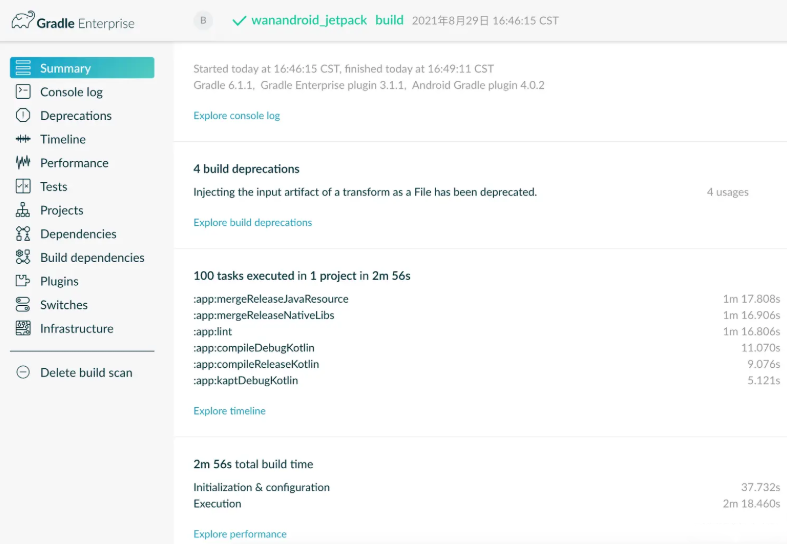 Gradle Enterprise
B
wanandroid_jetpack build 2021年8月29日 16:46:15 CST
Summary
Console log
Deprecations
Timeline
Performance
Tests
Projects
Dependencies
Build dependencies
Plugins
Switches
Infrastructure
Delete build scan
Started today at 16:46:15 CST, finished today at 16:49:11 CST
Gradle 6.1.1, Gradle Enterprise plugin 3.1.1, Android Gradle plugin 4.0.2
Explore console log
4 build deprecations
Injecting the input artifact of a transform as a File has been deprecated. 4 usages
Explore build deprecations
100 tasks executed in 1 project in 2m 56s
:app:mergeReleaseJavaResource 1m 17.808s
:app:mergeReleaseNativeLibs 1m 16.906s
:app:lint 1m 16.806s
:app:compileDebugKotlin 11.070s
:app:compileReleaseKotlin 9.076s
:app:kaptDebugKotlin 5.121s
Explore timeline
2m 56s total build time
Initialization & configuration 37.732s
Execution 2m 18.460s
Explore performance